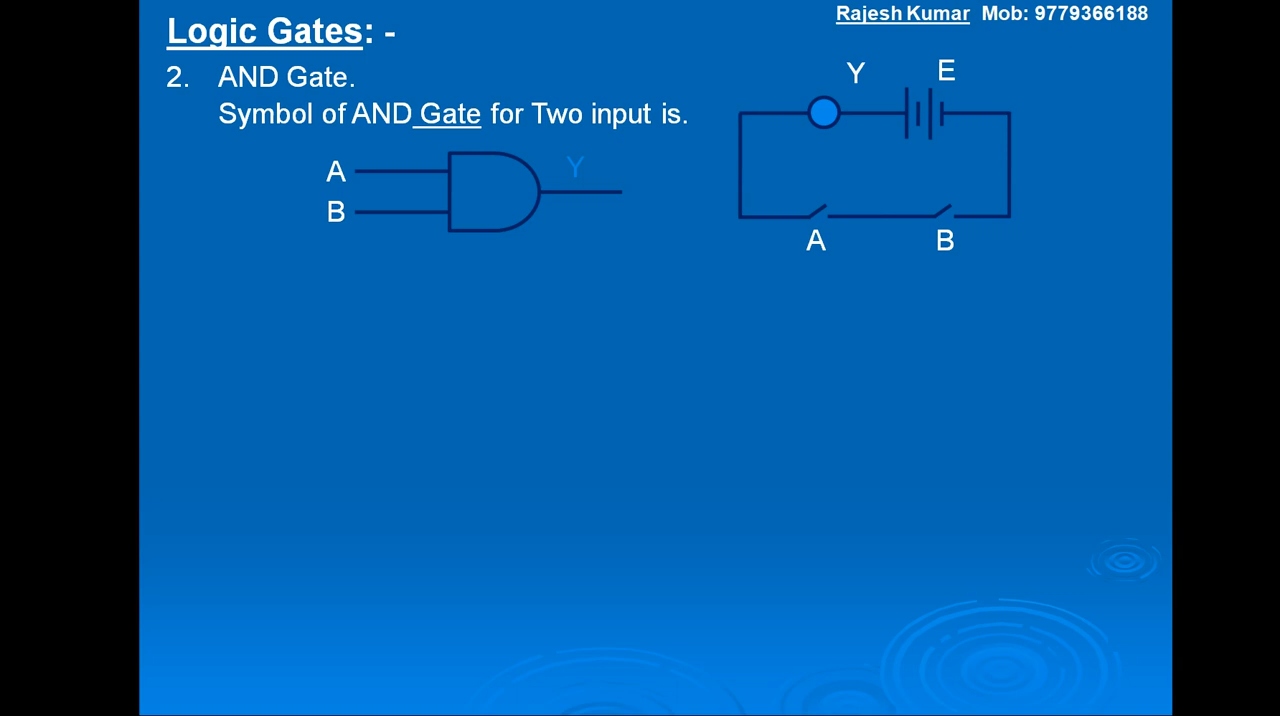 Rajesh Kumar Mob: 9779366188
Logic Gates: -
2. AND Gate.
Symbol of AND Gate for Two input is.
A
B
Y
Y
E
A
B